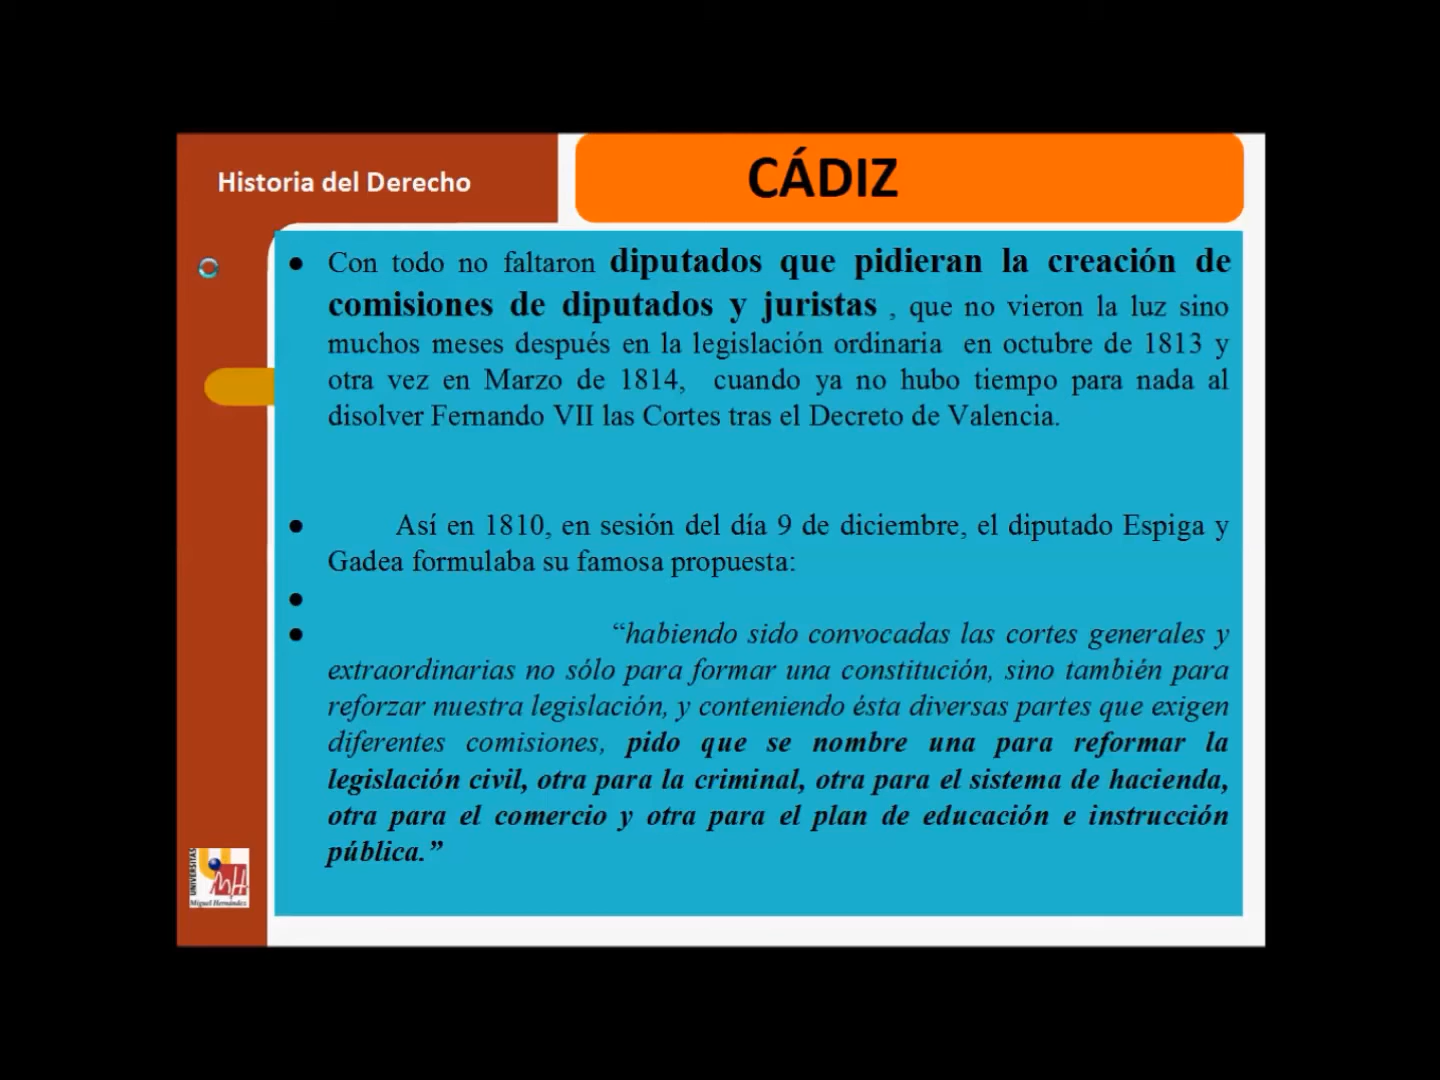 Historia del Derecho
CÁDIZ
● Con todo no faltaron diputados que pidieran la creación de
comisiones de diputados y juristas , que no vieron la luz sino
muchos meses después en la legislación ordinaria en octubre de 1813 y
otra vez en Marzo de 1814, cuando ya no hubo tiempo para nada al
disolver Fernando VII las Cortes tras el Decreto de Valencia.
● Así en 1810, en sesión del día 9 de diciembre, el diputado Espiga y
Gadea formulaba su famosa propuesta:
●
● “habiendo sido convocadas las cortes generales y
extraordinarias no sólo para formar una constitución, sino también para
reforzar nuestra legislación, y conteniendo ésta diversas partes que exigen
diferentes comisiones, pido que se nombre una para reformar la
legislación civil, otra para la criminal, otra para el sistema de hacienda,
otra para el comercio y otra para el plan de educación e instrucción
pública.”
UNIVERSITAS
Miguel Hernández